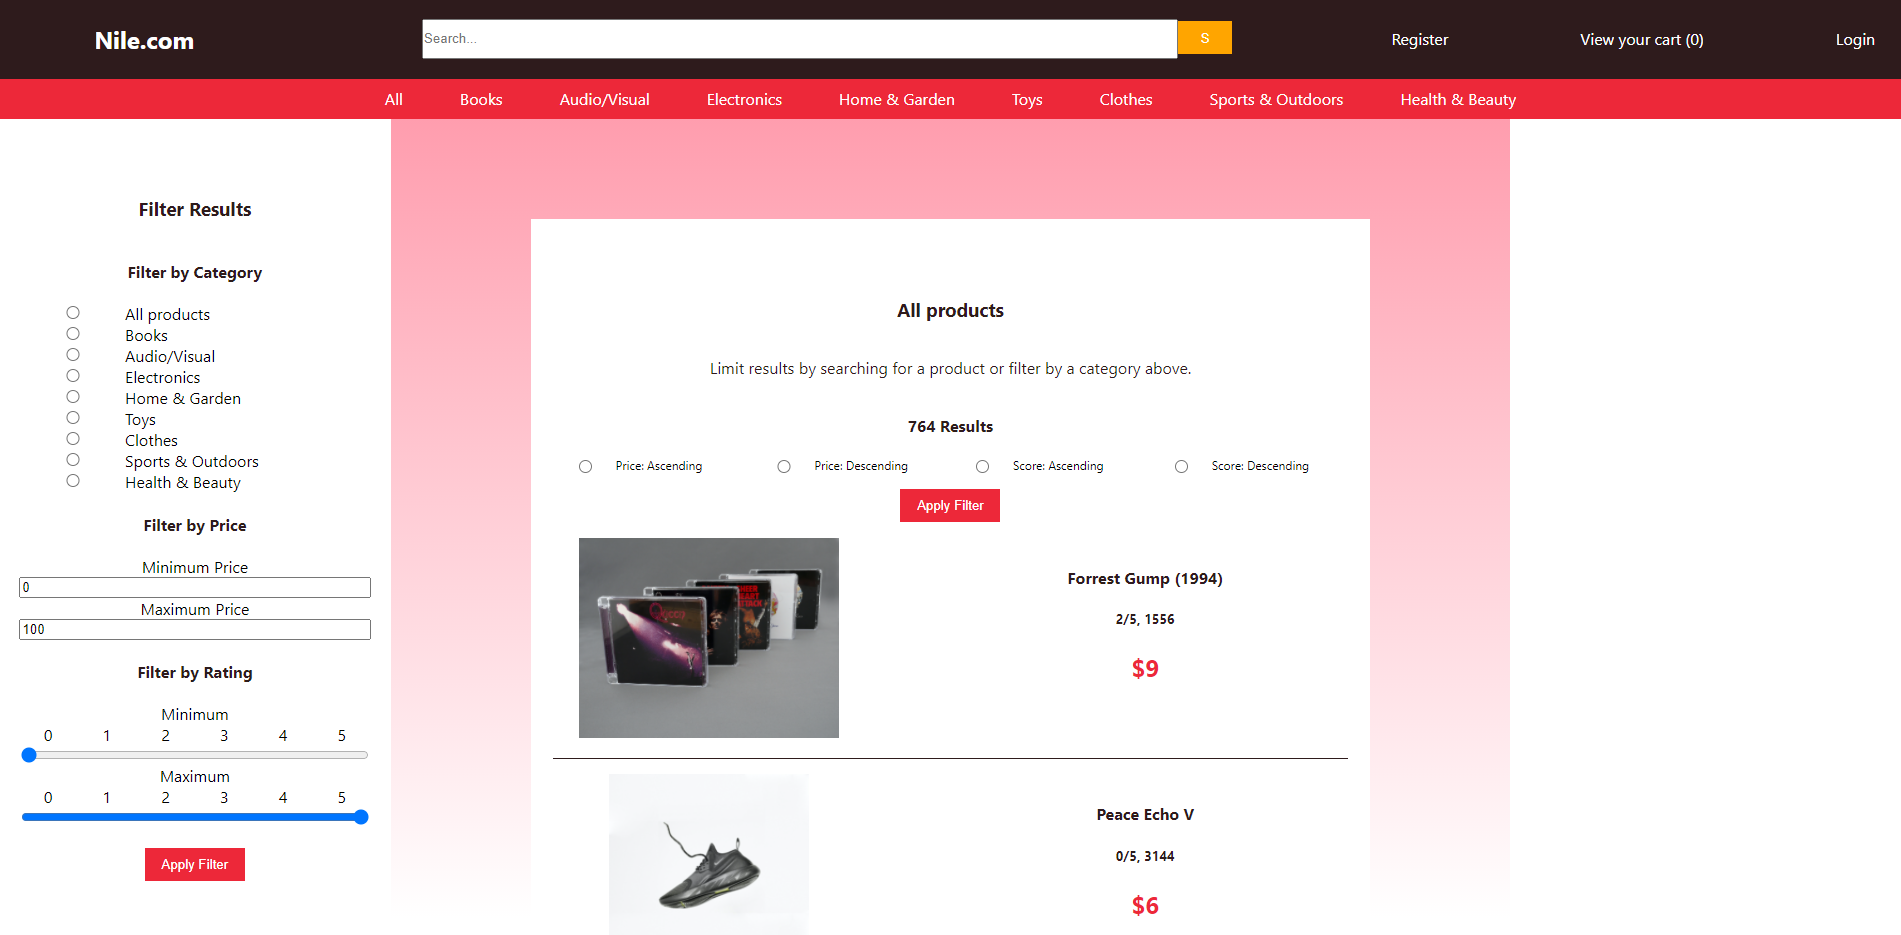 Nile.com
Search...
S
Register
View your cart (0)
Login
All
Books
Audio/Visual
Electronics
Home & Garden
Toys
Clothes
Sports & Outdoors
Health & Beauty
Filter Results
Filter by Category
All products
Books
Audio/Visual
Electronics
Home & Garden
Toys
Clothes
Sports & Outdoors
Health & Beauty
Filter by Price
Minimum Price
0
Maximum Price
100
Filter by Rating
Minimum
0 1 2 3 4 5
Maximum
0 1 2 3 4 5
Apply Filter
All products
Limit results by searching for a product or filter by a category above.
764 Results
Price: Ascending
Price: Descending
Score: Ascending
Score: Descending
Apply Filter
Queen
Forrest Gump (1994)
2/5, 1556
$9
Peace Echo V
0/5, 3144
$6